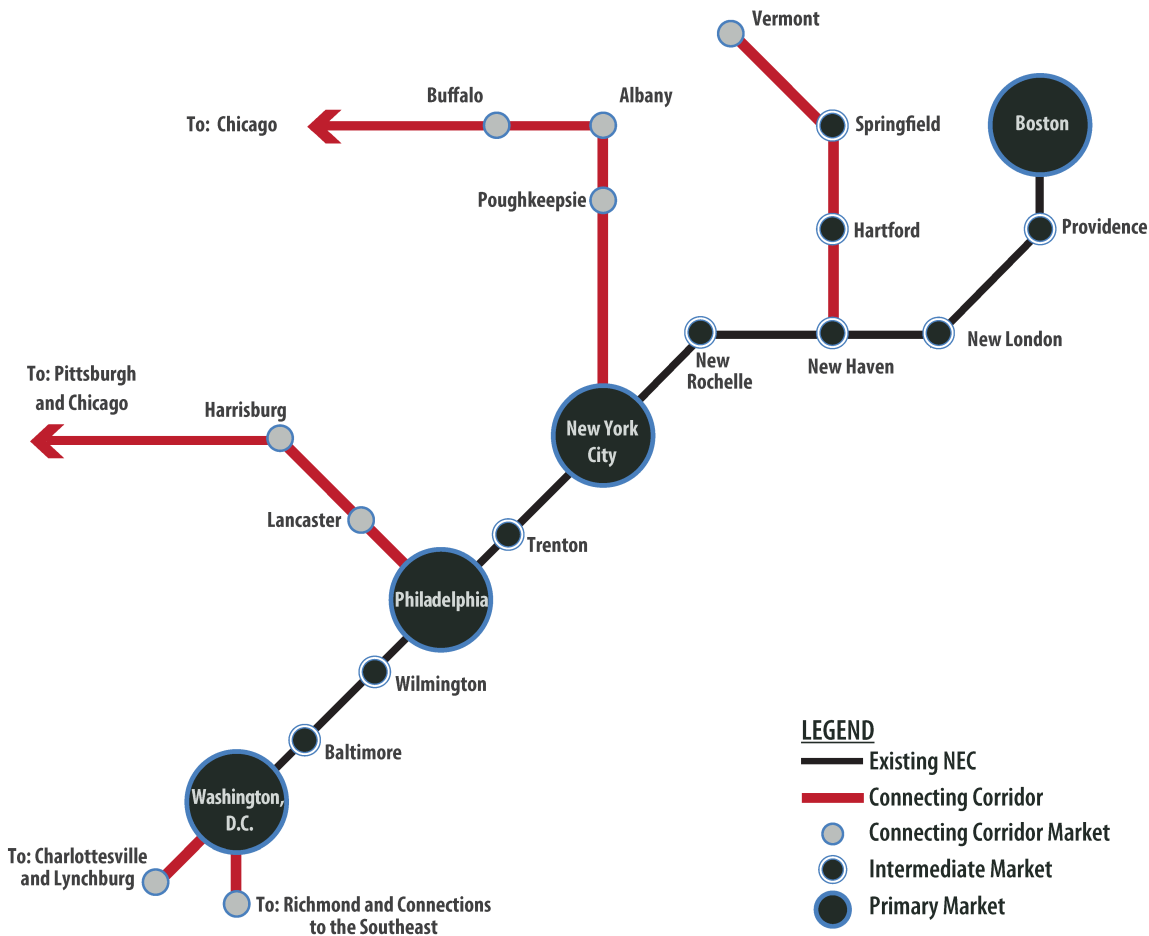 Vermont
Buffalo
Albany
To: Chicago
Springfield
Boston
Poughkeepsie
Hartford
Providence
New London
New
Rochelle
New Haven
To: Pittsburgh
and Chicago
Harrisburg
New York
City
Lancaster
Trenton
Philadelphia
Wilmington
Baltimore
Washington,
D.C.
To: Charlottesville
and Lynchburg
To: Richmond and Connections
to the Southeast
LEGEND
Existing NEC
Connecting Corridor
Connecting Corridor Market
Intermediate Market
Primary Market